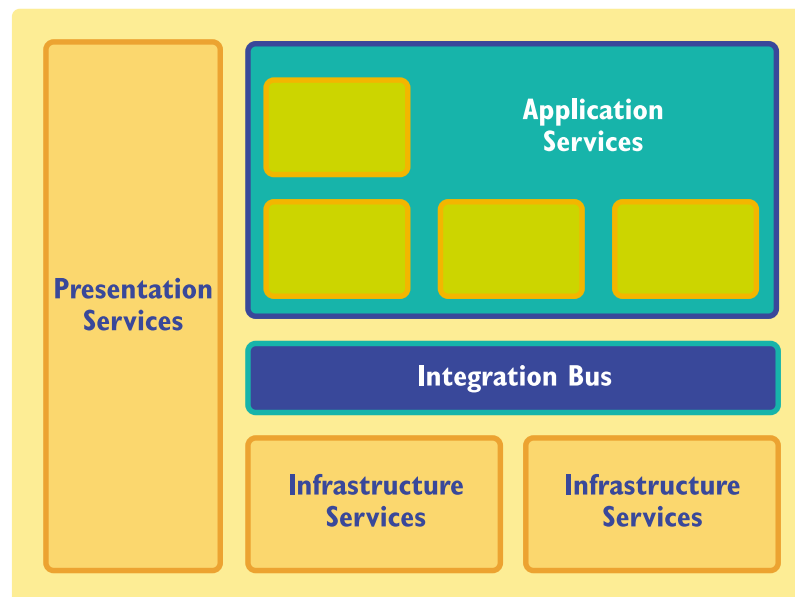 Application
Services
Presentation
Services
Integration Bus
Infrastructure
Services
Infrastructure
Services